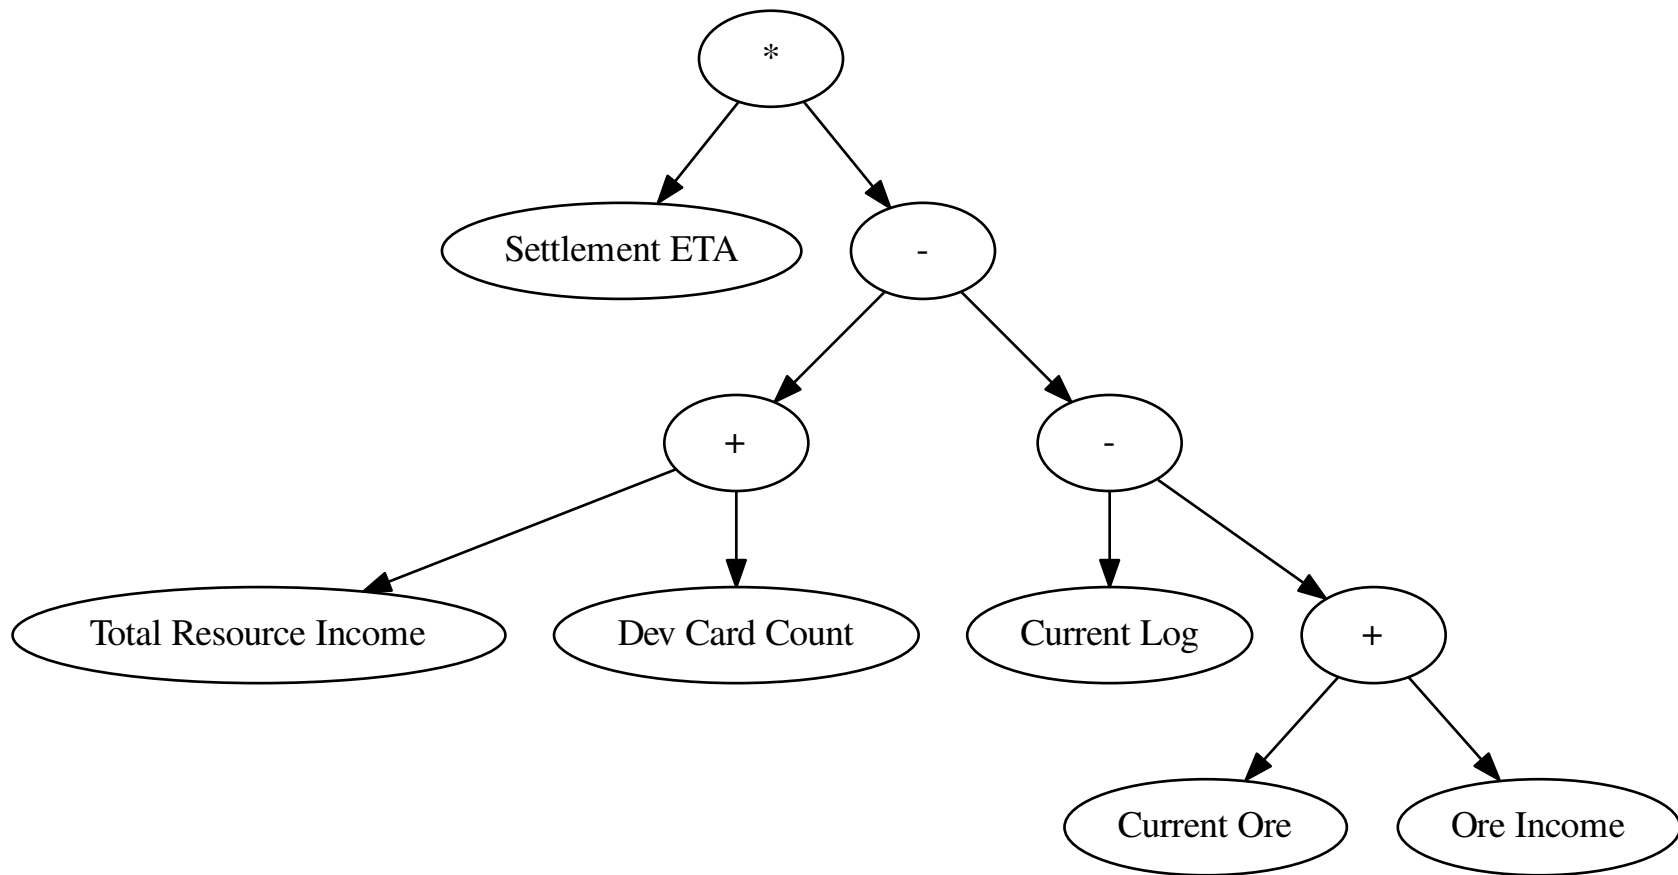 *
Settlement ETA
-
+
-
Total Resource Income
Dev Card Count
Current Log
+
Current Ore
Ore Income